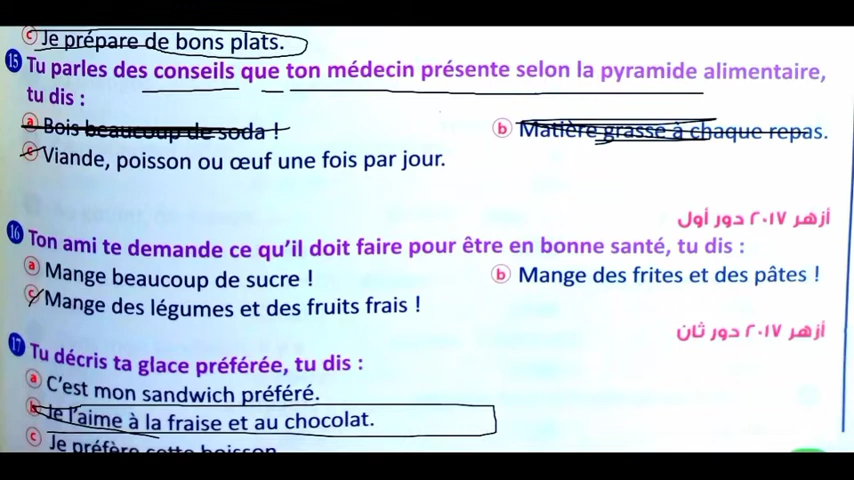 c Je prépare de bons plats.
15 Tu parles des conseils que ton médecin présente selon la pyramide alimentaire,
tu dis :
a Bois beaucoup de soda ! b Matière grasse à chaque repas.
c Viande, poisson ou œuf une fois par jour.
أزهر ٢٠١٧ دور أول
16 Ton ami te demande ce qu'il doit faire pour être en bonne santé, tu dis :
a Mange beaucoup de sucre ! b Mange des frites et des pâtes !
c Mange des légumes et des fruits frais !
أزهر ٢٠١٧ دور ثان
17 Tu décris ta glace préférée, tu dis :
a C'est mon sandwich préféré.
b Je l'aime à la fraise et au chocolat.
c Je préfère cette boisson